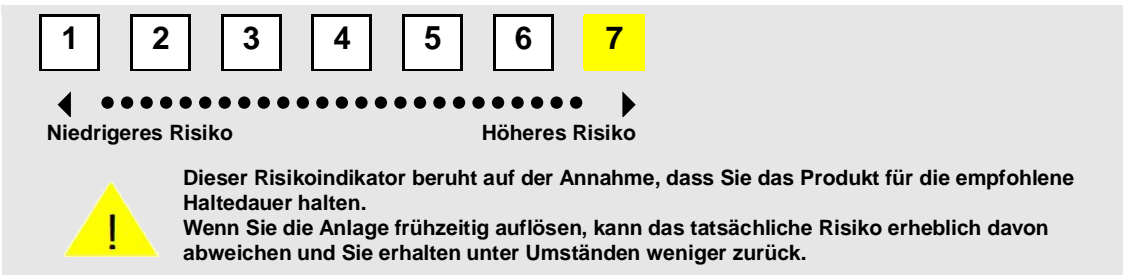 1 2 3 4 5 6 7
Niedrigeres Risiko Höheres Risiko
Dieser Risikoindikator beruht auf der Annahme, dass Sie das Produkt für die empfohlene
Haltedauer halten.
Wenn Sie die Anlage frühzeitig auflösen, kann das tatsächliche Risiko erheblich davon
abweichen und Sie erhalten unter Umständen weniger zurück.
!